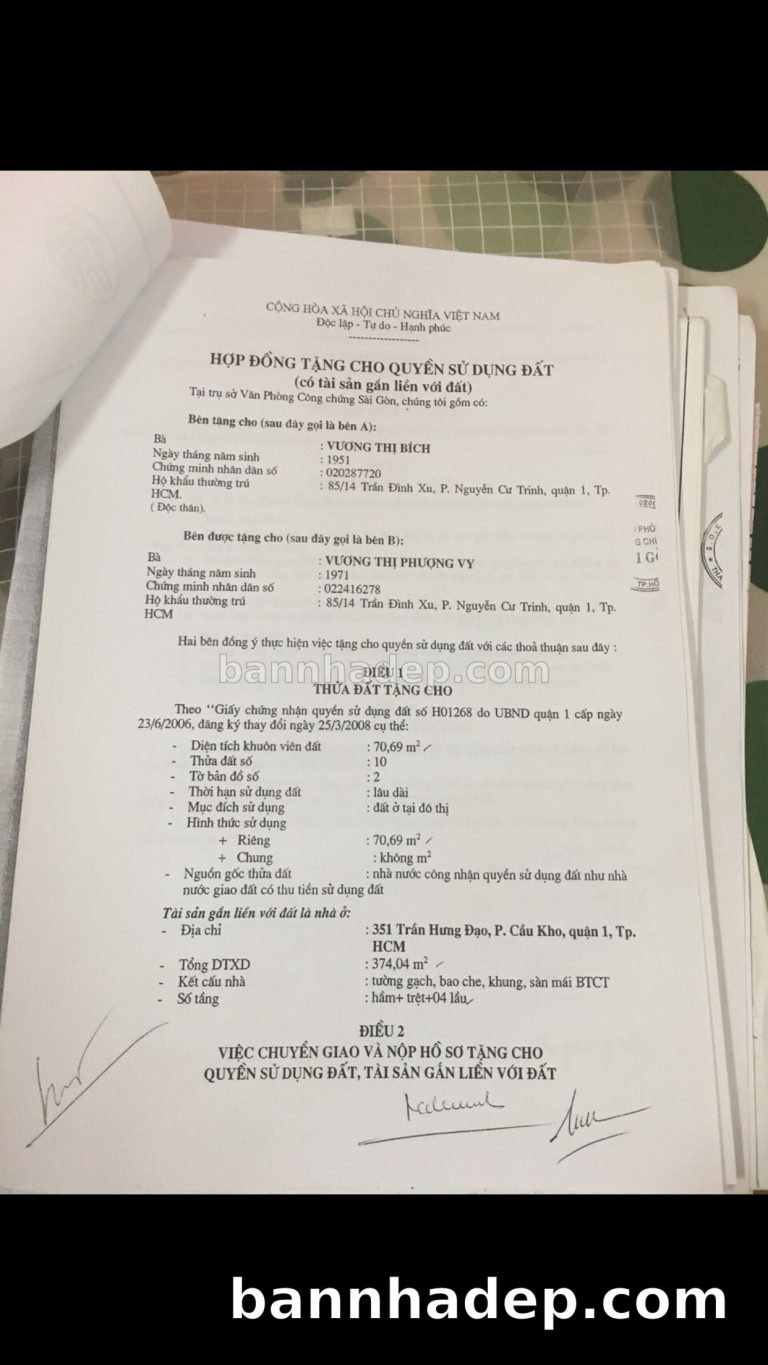 CỘNG HÒA XÃ HỘI CHỦ NGHĨA VIỆT NAM
Độc lập - Tự do - Hạnh phúc
HỢP ĐỒNG TẶNG CHO QUYỀN SỬ DỤNG ĐẤT
(có tài sản gắn liền với đất)
Tại trụ sở Văn Phòng Công chứng Sài Gòn, chúng tôi gồm có:
Bên tặng cho (sau đây gọi là bên A):
Bà : VƯƠNG THỊ BÍCH
Ngày tháng năm sinh : 1951
Chứng minh nhân dân số : 020287720
Hộ khẩu thường trú : 85/14 Trần Đình Xu, P. Nguyễn Cư Trinh, quận 1, Tp.
HCM.
( Độc thân).
Bên được tặng cho (sau đây gọi là bên B):
Bà : VƯƠNG THỊ PHƯỢNG VY
Ngày tháng năm sinh : 1971
Chứng minh nhân dân số : 022416278
Hộ khẩu thường trú : 85/14 Trần Đình Xu, P. Nguyễn Cư Trinh, quận 1, Tp.
HCM
PHÒ
G CHỨ
I G
TP.HỒ
Hai bên đồng ý thực hiện việc tặng cho quyền sử dụng đất với các thoả thuận sau đây :
bannhadep.com
ĐIỀU 1
THỬA ĐẤT TẶNG CHO
Theo "Giấy chứng nhận quyền sử dụng đất số H01268 do UBND quận 1 cấp ngày
23/6/2006, đăng ký thay đổi ngày 25/3/2008 cụ thể:
- Diện tích khuôn viên đất : 70,69 m²
- Thửa đất số : 10
- Tờ bản đồ số : 2
- Thời hạn sử dụng đất : lâu dài
- Mục đích sử dụng : đất ở tại đô thị
- Hình thức sử dụng
+ Riêng : 70,69 m²
+ Chung : không m²
- Nguồn gốc thửa đất : nhà nước công nhận quyền sử dụng đất như nhà
nước giao đất có thu tiền sử dụng đất
Tài sản gắn liền với đất là nhà ở:
- Địa chỉ : 351 Trần Hưng Đạo, P. Cầu Kho, quận 1, Tp.
HCM
- Tổng DTXD : 374,04 m²
- Kết cấu nhà : tường gạch, bao che, khung, sàn mái BTCT
- Số tầng : hầm+ trệt+04 lầu
ĐIỀU 2
VIỆC CHUYỂN GIAO VÀ NỘP HỒ SƠ TẶNG CHO
QUYỀN SỬ DỤNG ĐẤT, TÀI SẢN GẮN LIỀN VỚI ĐẤT
bannhadep.com